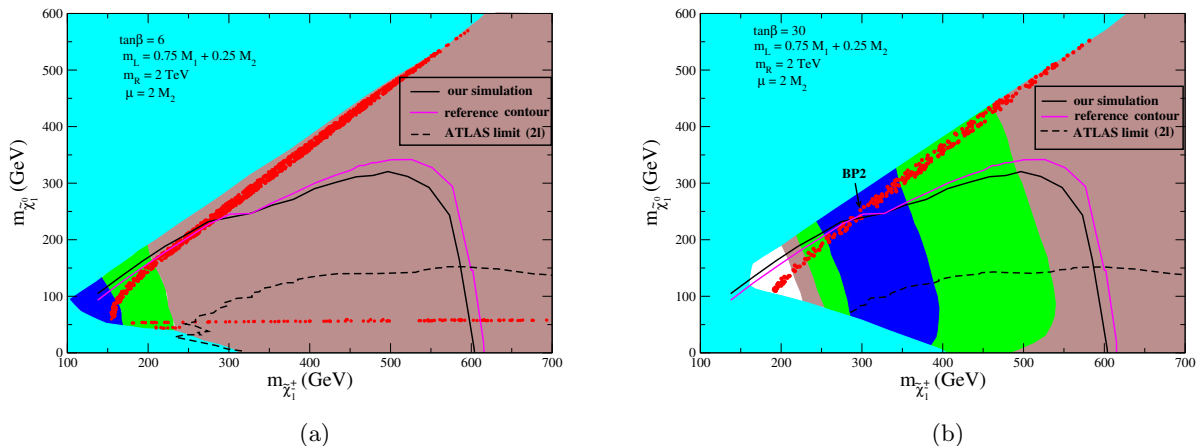 600
500
400
300
200
100
0
100 200 300 400 500 600 700
m_{χ̃_1^0} (GeV)
m_{χ̃_1^±} (GeV)
tanβ = 6
m_L = 0.75 M_1 + 0.25 M_2
m_R = 2 TeV
μ = 2 M_2
our simulation
reference contour
ATLAS limit (2l)
(a)
600
500
400
300
200
100
0
100 200 300 400 500 600 700
m_{χ̃_1^0} (GeV)
m_{χ̃_1^±} (GeV)
tanβ = 30
m_L = 0.75 M_1 + 0.25 M_2
m_R = 2 TeV
μ = 2 M_2
our simulation
reference contour
ATLAS limit (2l)
BP2
(b)